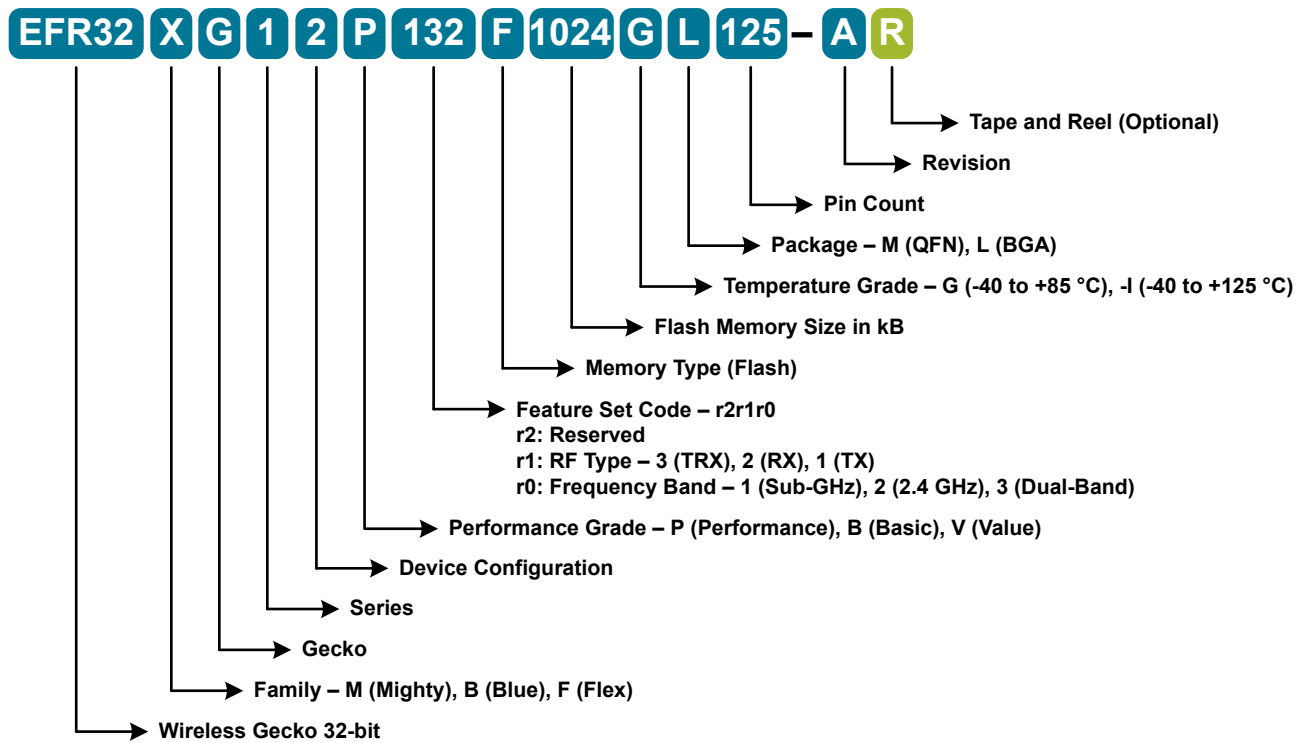 EFR32 X G 1 2 P 132 F 1024 G L 125 – A R
Tape and Reel (Optional)
Revision
Pin Count
Package – M (QFN), L (BGA)
Temperature Grade – G (-40 to +85 °C), -I (-40 to +125 °C)
Flash Memory Size in kB
Memory Type (Flash)
Feature Set Code – r2r1r0
r2: Reserved
r1: RF Type – 3 (TRX), 2 (RX), 1 (TX)
r0: Frequency Band – 1 (Sub-GHz), 2 (2.4 GHz), 3 (Dual-Band)
Performance Grade – P (Performance), B (Basic), V (Value)
Device Configuration
Series
Gecko
Family – M (Mighty), B (Blue), F (Flex)
Wireless Gecko 32-bit